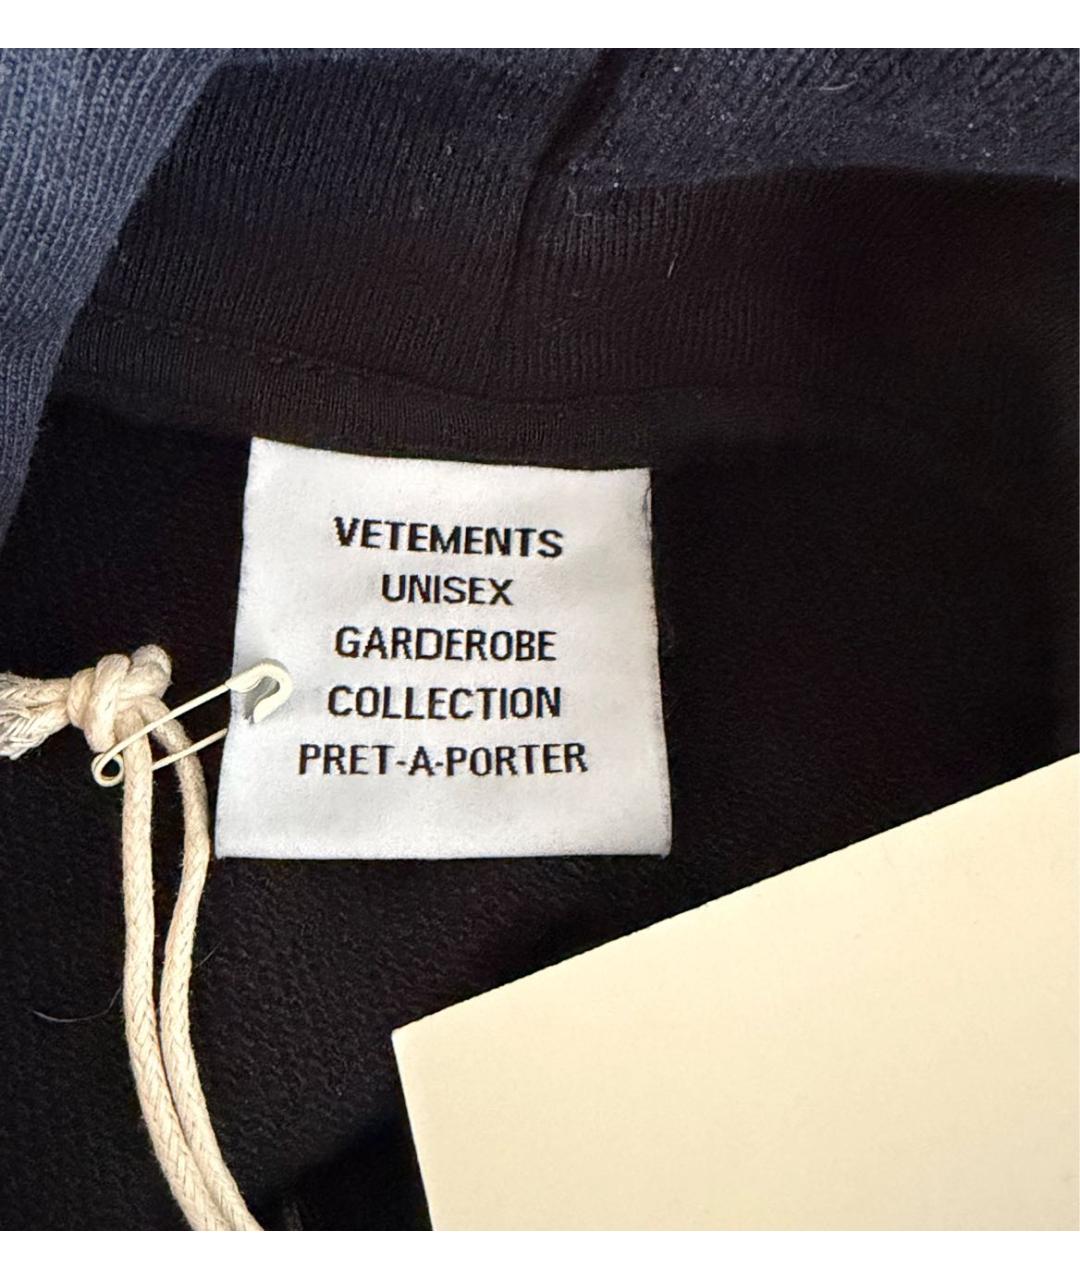 VETEMENTS
UNISEX
GARDEROBE
COLLECTION
PRET-A-PORTER